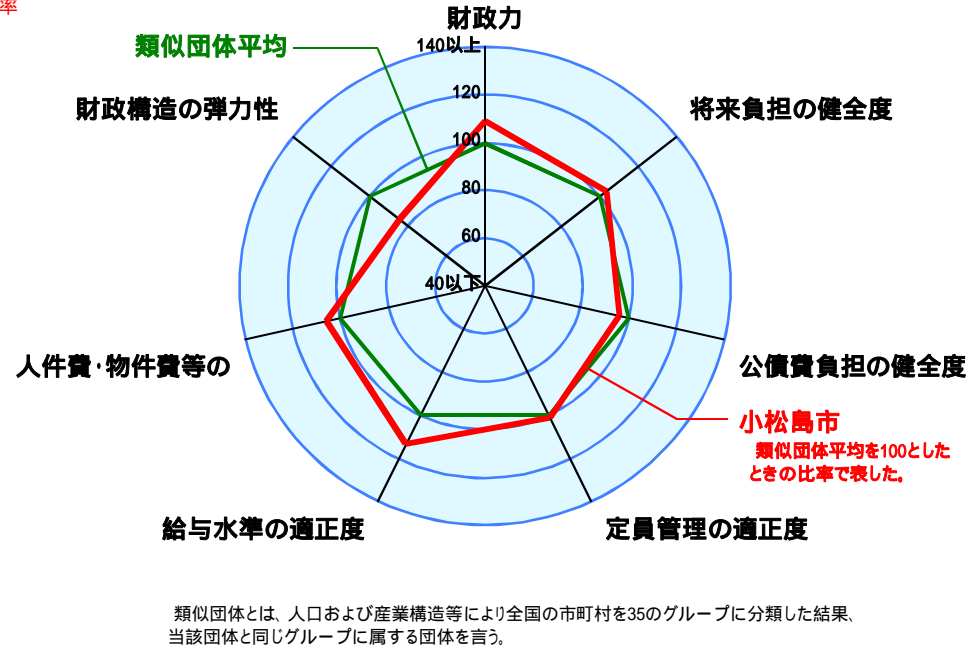 率
財政力
140以上
類似団体平均
120
財政構造の弾力性
将来負担の健全度
100
80
60
40以下
人件費・物件費等の
公債費負担の健全度
小松島市
類似団体平均を100とした
ときの比率で表した。
給与水準の適正度
定員管理の適正度
類似団体とは、人口および産業構造等により全国の市町村を35のグループに分類した結果、
当該団体と同じグループに属する団体を言う。